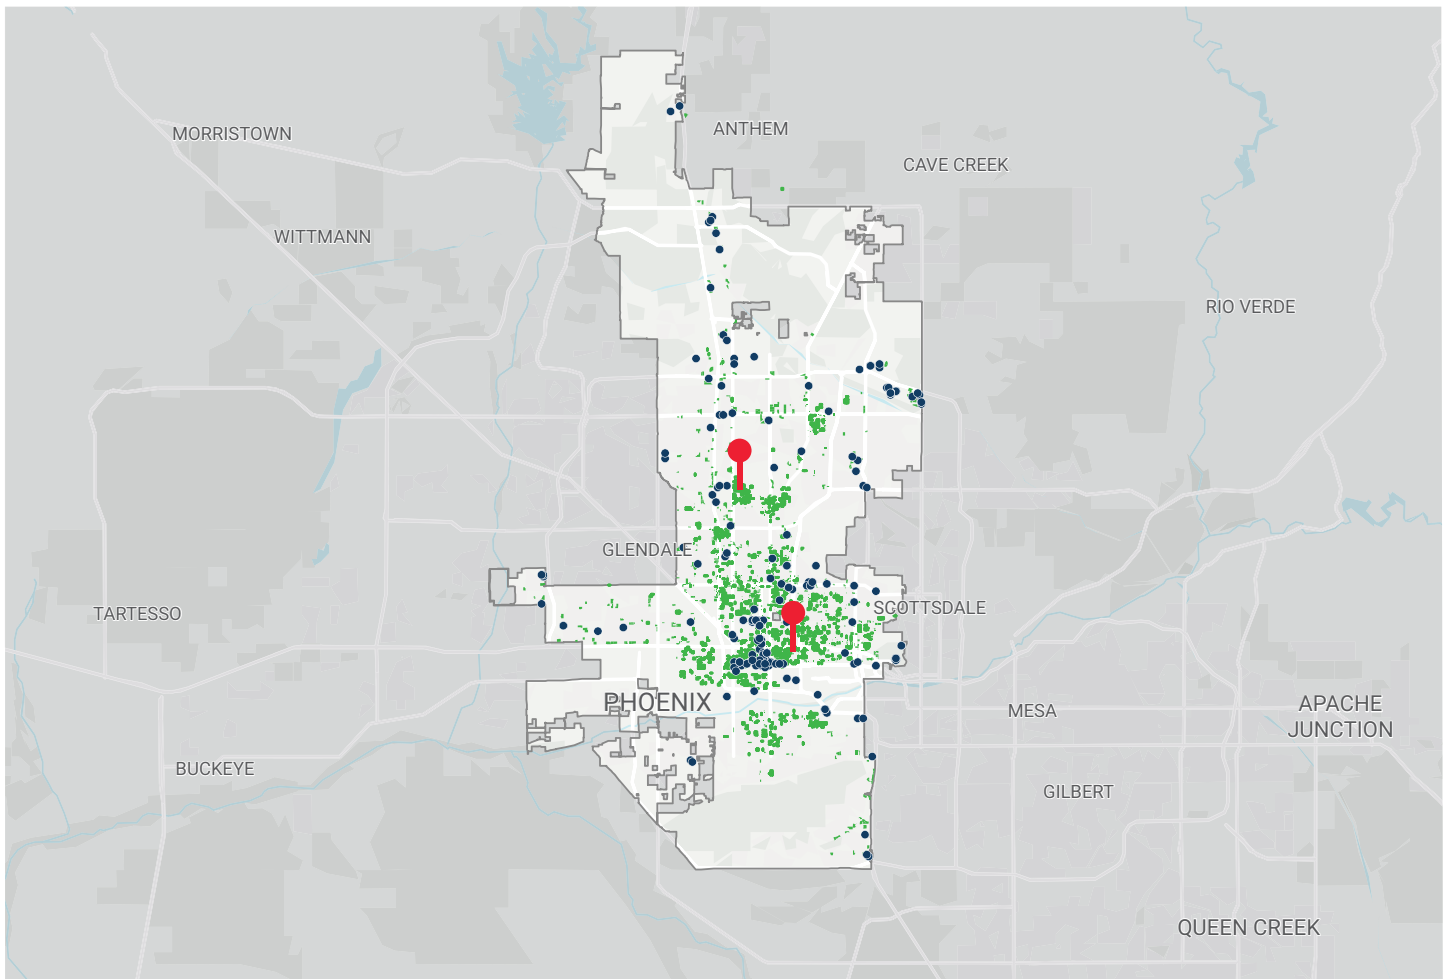 ANTHEM
MORRISTOWN
CAVE CREEK
WITTMANN
RIO VERDE
GLENDALE
SCOTTSDALE
TARTESSO
PHOENIX
APACHE
JUNCTION
MESA
BUCKEYE
GILBERT
QUEEN CREEK